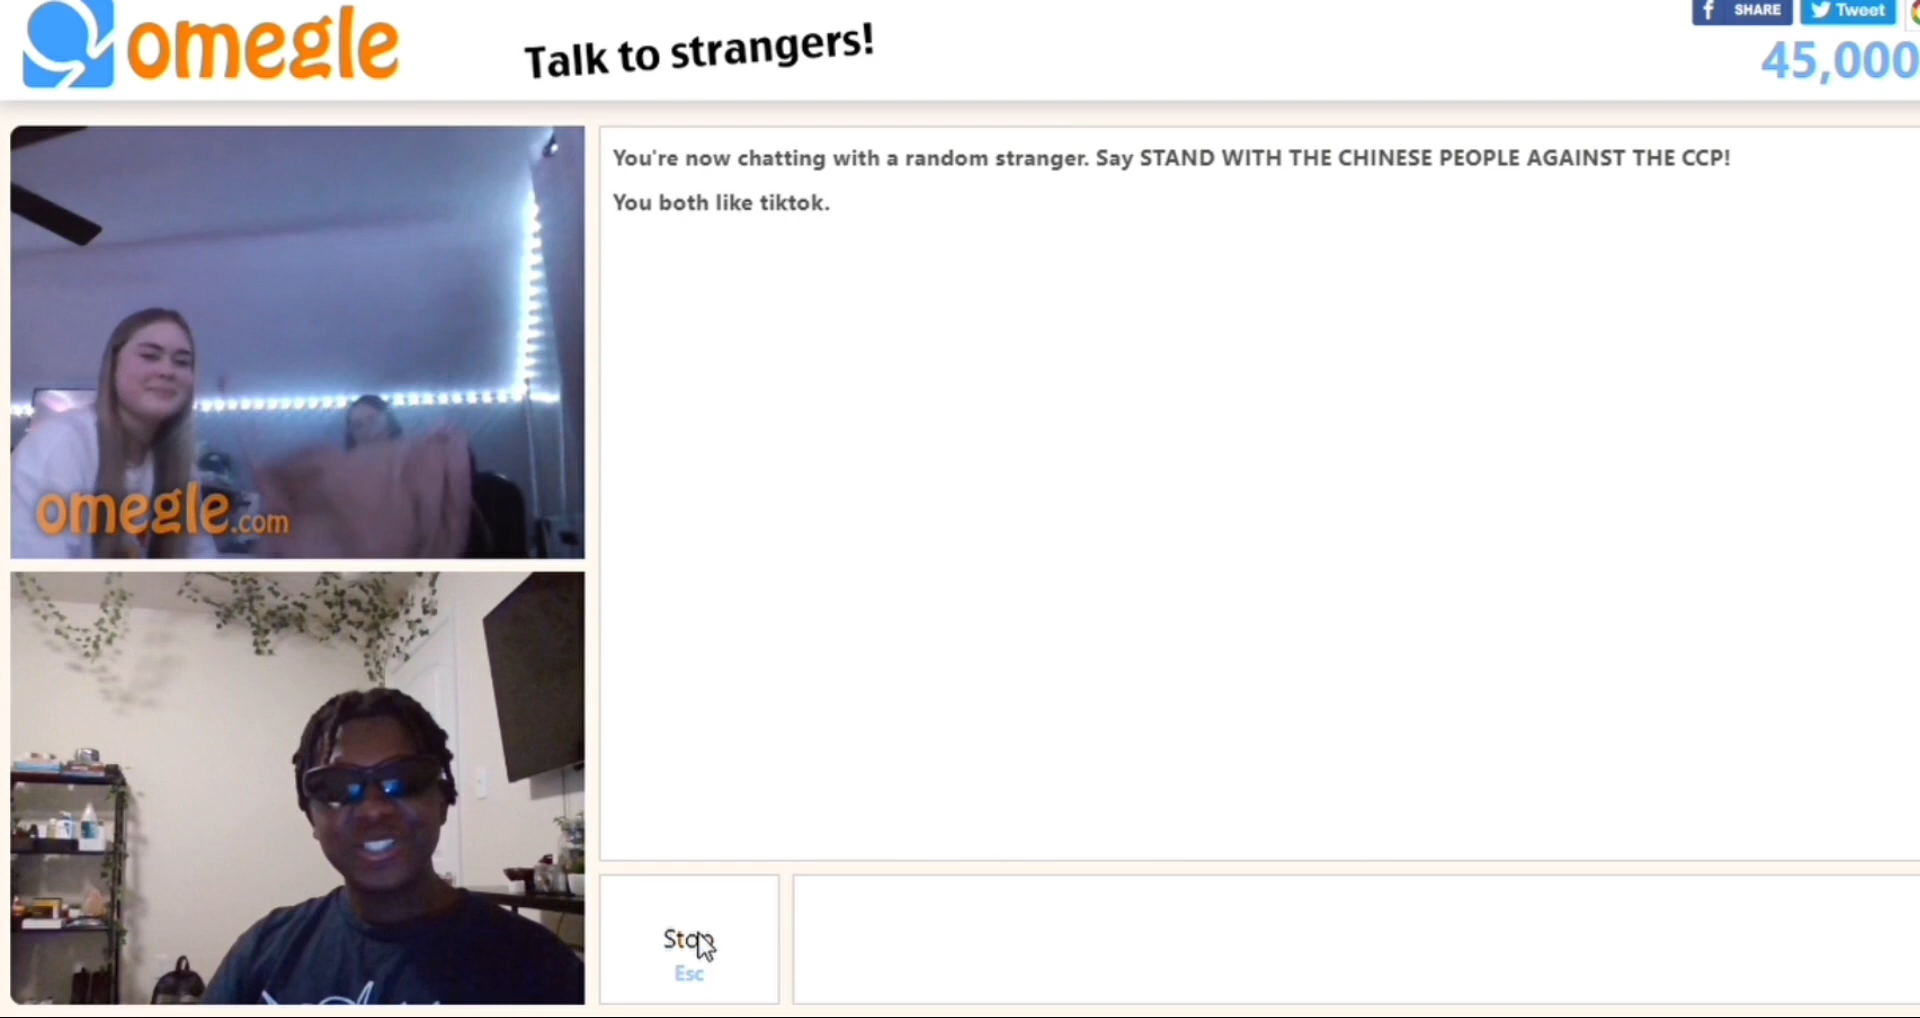 omegle
Talk to strangers!
f SHARE
Tweet
45,000
You're now chatting with a random stranger. Say STAND WITH THE CHINESE PEOPLE AGAINST THE CCP!
You both like tiktok.
omegle.com
Stop
Esc